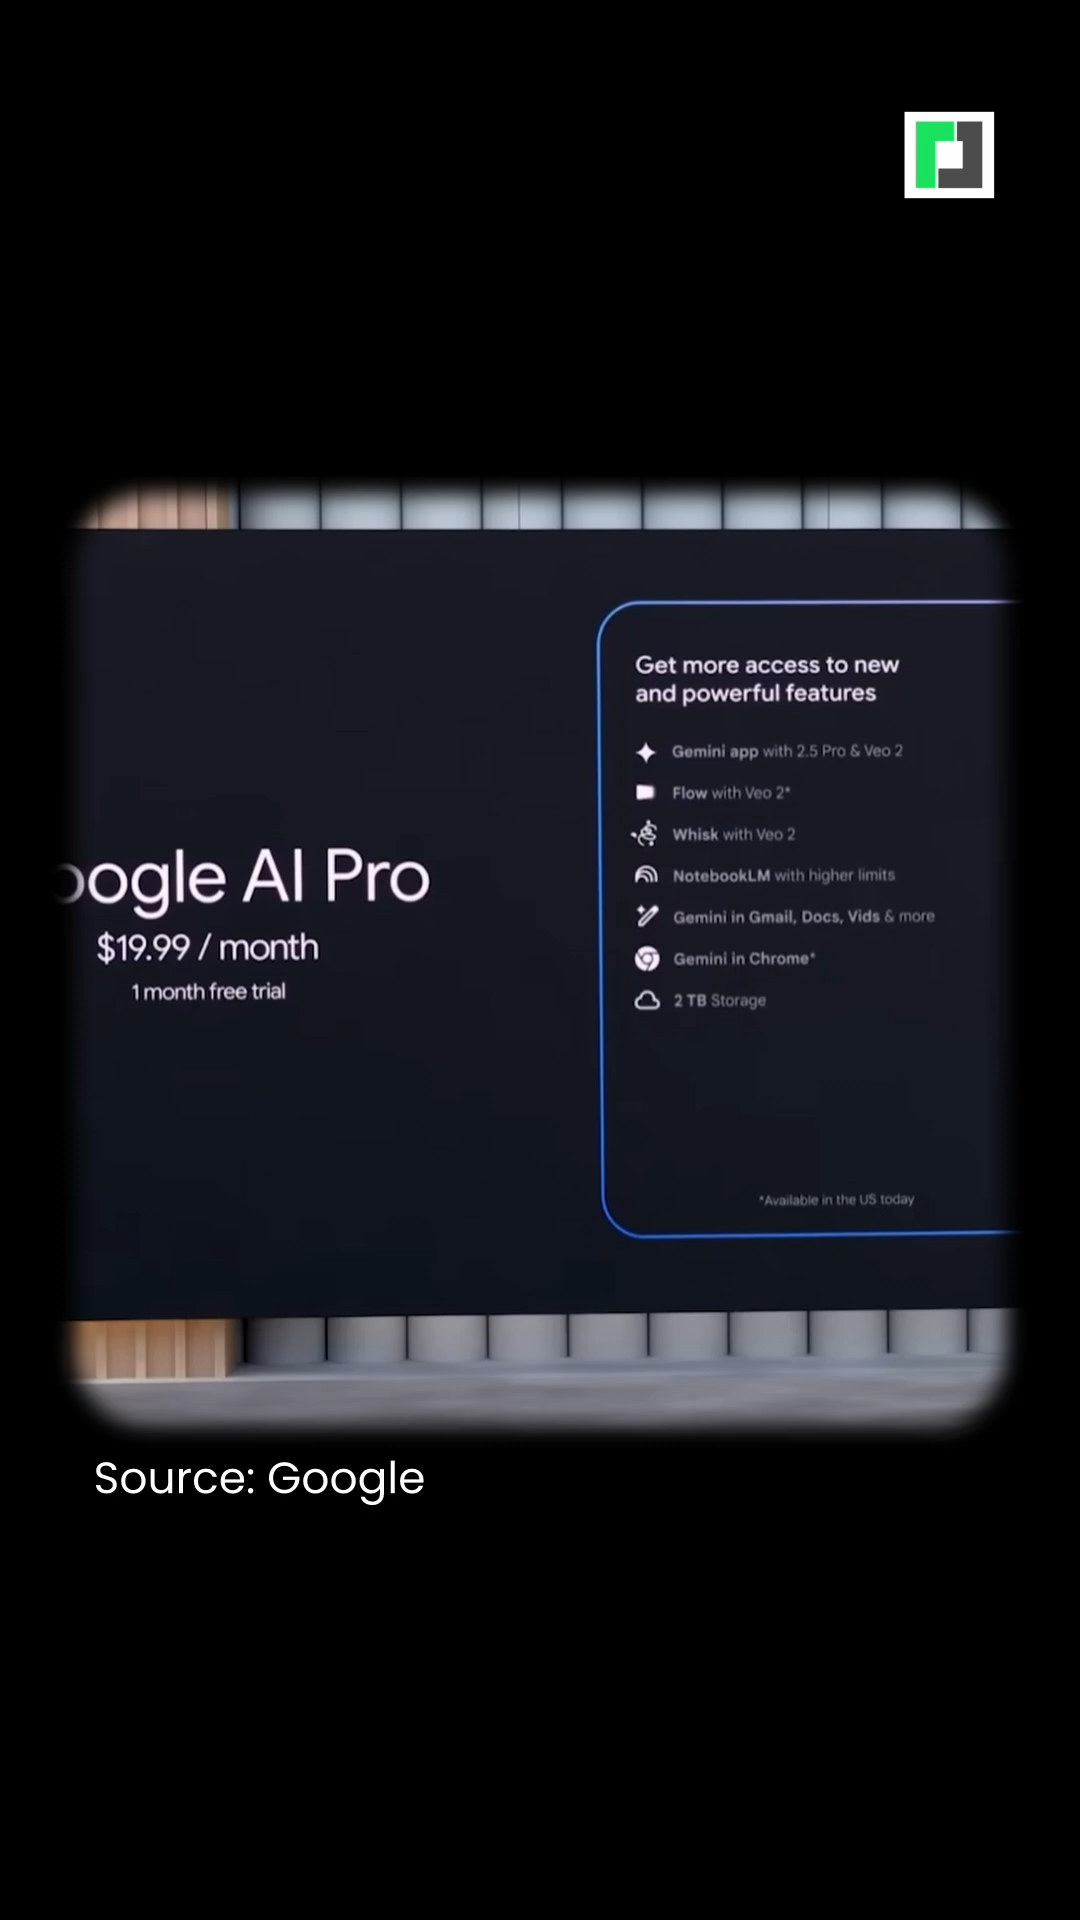 oogle AI Pro
$19.99 / month
1 month free trial
Get more access to new
and powerful features
Gemini app with 2.5 Pro & Veo 2
Flow with Veo 2*
Whisk with Veo 2
NotebookLM with higher limits
Gemini in Gmail, Docs, Vids & more
Gemini in Chrome*
2 TB Storage
*Available in the US today
Source: Google